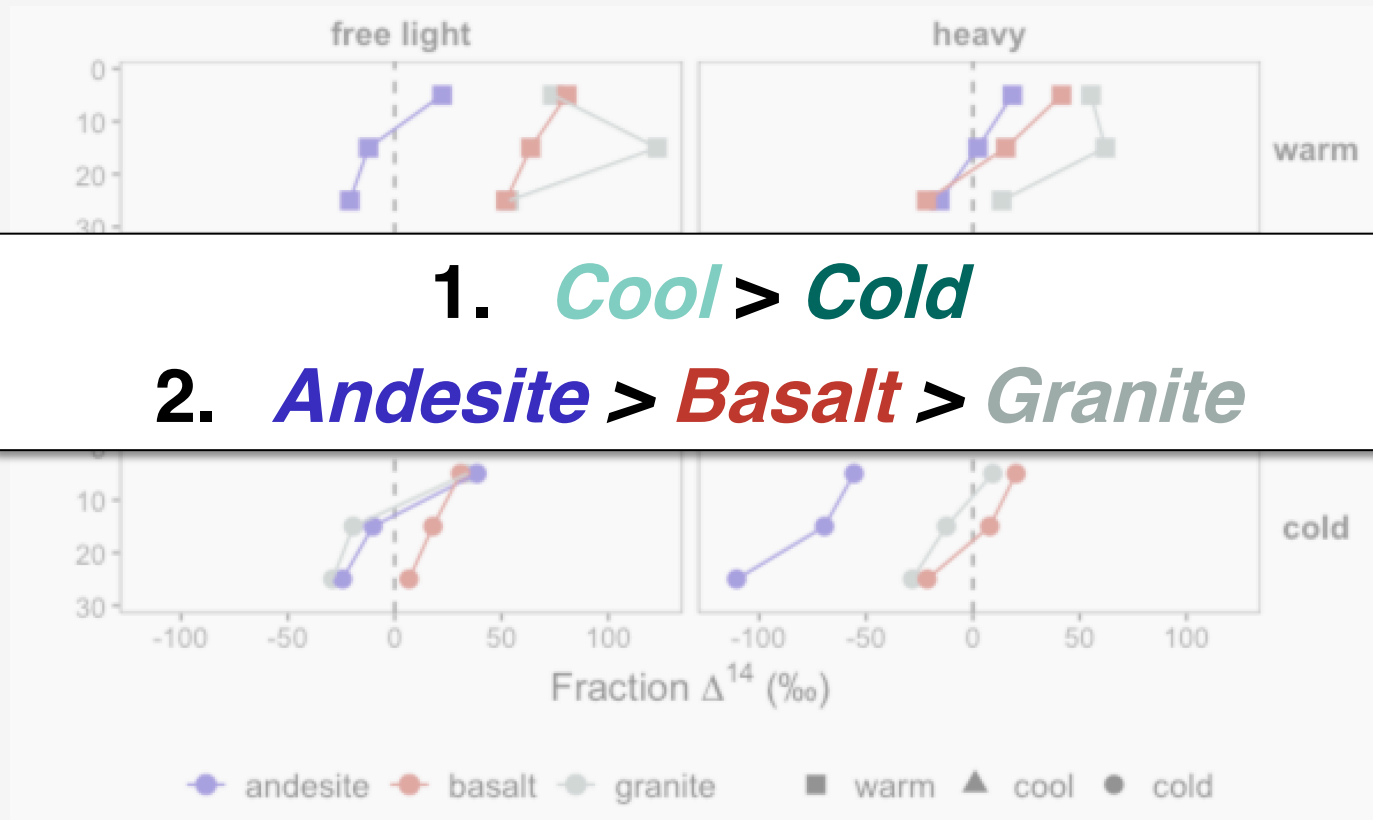 free light heavy
0
10
20
30
warm
1. Cool > Cold
2. Andesite > Basalt > Granite
10
20
30
cold
-100 -50 0 50 100 -100 -50 0 50 100
Fraction Δ14 (‰)
andesite basalt granite warm cool cold